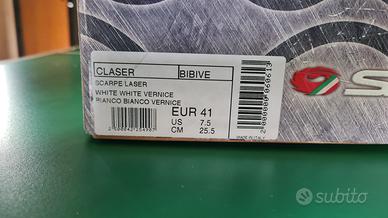 CLASER BIBIVE
SCARPE LASER
WHITE WHITE VERNICE
BIANCO BIANCO VERNICE
EUR 41
US 7.5
CM 25.5
MADE IN ITALY
S
subito